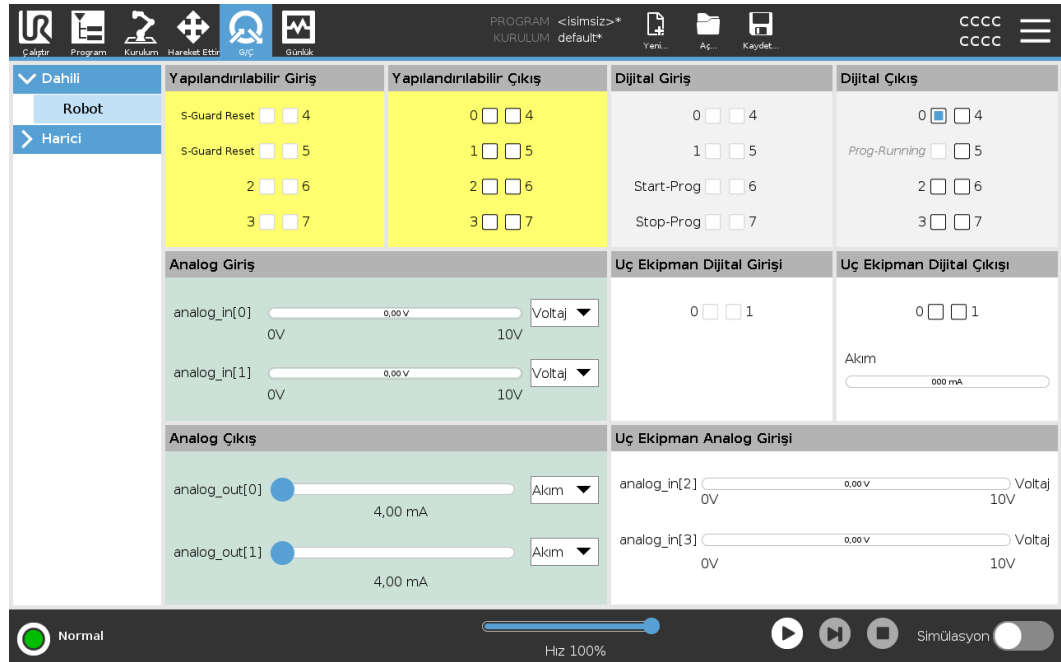 PROGRAM <isimsiz>*
KURULUM default*
UR
Çalıştır
Program
Kurulum
Hareket Ettir
G/Ç
Günlük
Yeni...
Aç...
Kaydet...
CCCC
CCCC
Dahili
Robot
Harici
Yapılandırılabilir Giriş
S-Guard Reset 4
S-Guard Reset 5
2 6
3 7
Yapılandırılabilir Çıkış
0 4
1 5
2 6
3 7
Dijital Giriş
0 4
1 5
Start-Prog 6
Stop-Prog 7
Dijital Çıkış
0 4
Prog-Running 5
2 6
3 7
Analog Giriş
analog_in[0] 0,00 V Voltaj
0V 10V
analog_in[1] 0,00 V Voltaj
0V 10V
Uç Ekipman Dijital Girişi
0 1
Uç Ekipman Dijital Çıkışı
0 1
Akım
000 mA
Analog Çıkış
analog_out[0] Akım
4,00 mA
analog_out[1] Akım
4,00 mA
Uç Ekipman Analog Girişi
analog_in[2] 0,00 V Voltaj
0V 10V
analog_in[3] 0,00 V Voltaj
0V 10V
Normal
Hız 100%
Simülasyon